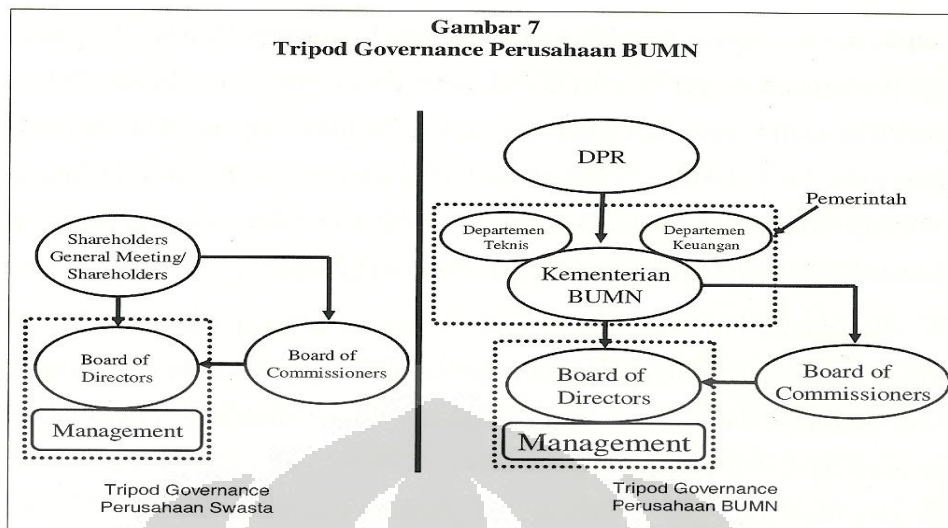 Gambar 7
Tripod Governance Perusahaan BUMN
Shareholders
General Meeting/
Shareholders
Board of
Directors
Management
Board of
Commissioners
Tripod Governance
Perusahaan Swasta
DPR
Pemerintah
Departemen
Teknis
Departemen
Keuangan
Kementerian
BUMN
Board of
Directors
Management
Board of
Commissioners
Tripod Governance
Perusahaan BUMN